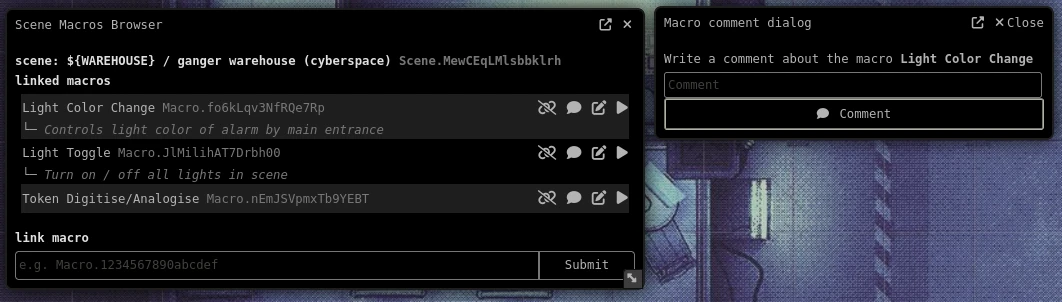 Scene Macros Browser
scene: ${WAREHOUSE} / ganger warehouse (cyberspace) Scene.MewCEqLMlsbbklrh
linked macros
Light Color Change Macro.fo6kLqv3NfRQe7Rp
Controls light color of alarm by main entrance
Light Toggle Macro.JlMilihAT7Drbh00
Turn on / off all lights in scene
Token Digitise/Analogise Macro.nEmJSVpmxTb9YEBT
link macro
e.g. Macro.1234567890abcdef
Submit
Macro comment dialog
Close
Write a comment about the macro Light Color Change
Comment
Comment